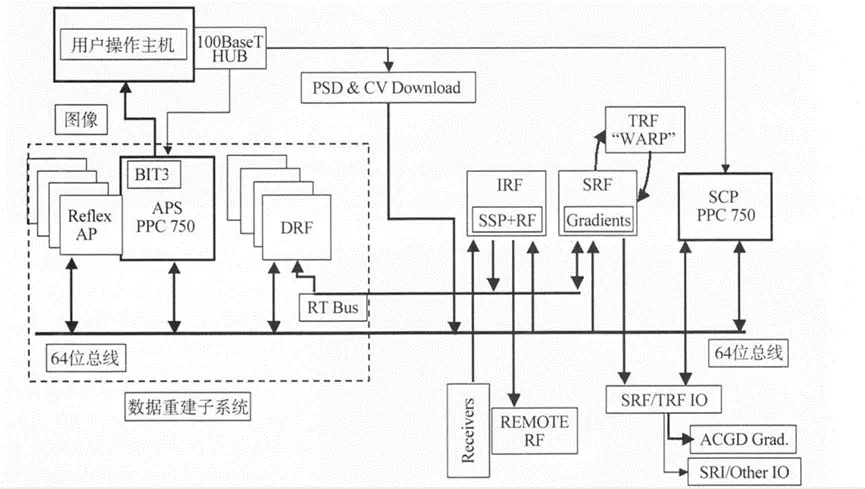 用户操作主机
100BaseT
HUB
PSD & CV Download
图像
TRF
“WARP”
BIT3
APS
PPC 750
Reflex
AP
DRF
IRF
SSP+RF
SRF
Gradients
SCP
PPC 750
RT Bus
64位总线
64位总线
数据重建子系统
Receivers
REMOTE
RF
SRF/TRF IO
ACGD Grad.
SRI/Other IO